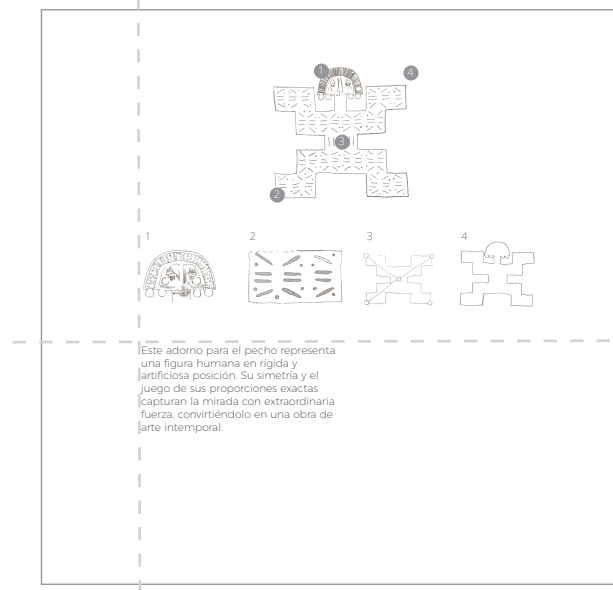 1
4
3
2
1
2
3
4
Este adorno para el pecho representa
una figura humana en rígida y
artificiosa posición. Su simetría y el
juego de sus proporciones exactas
capturan la mirada con extraordinaria
fuerza, convirtiéndolo en una obra de
arte intemporal.